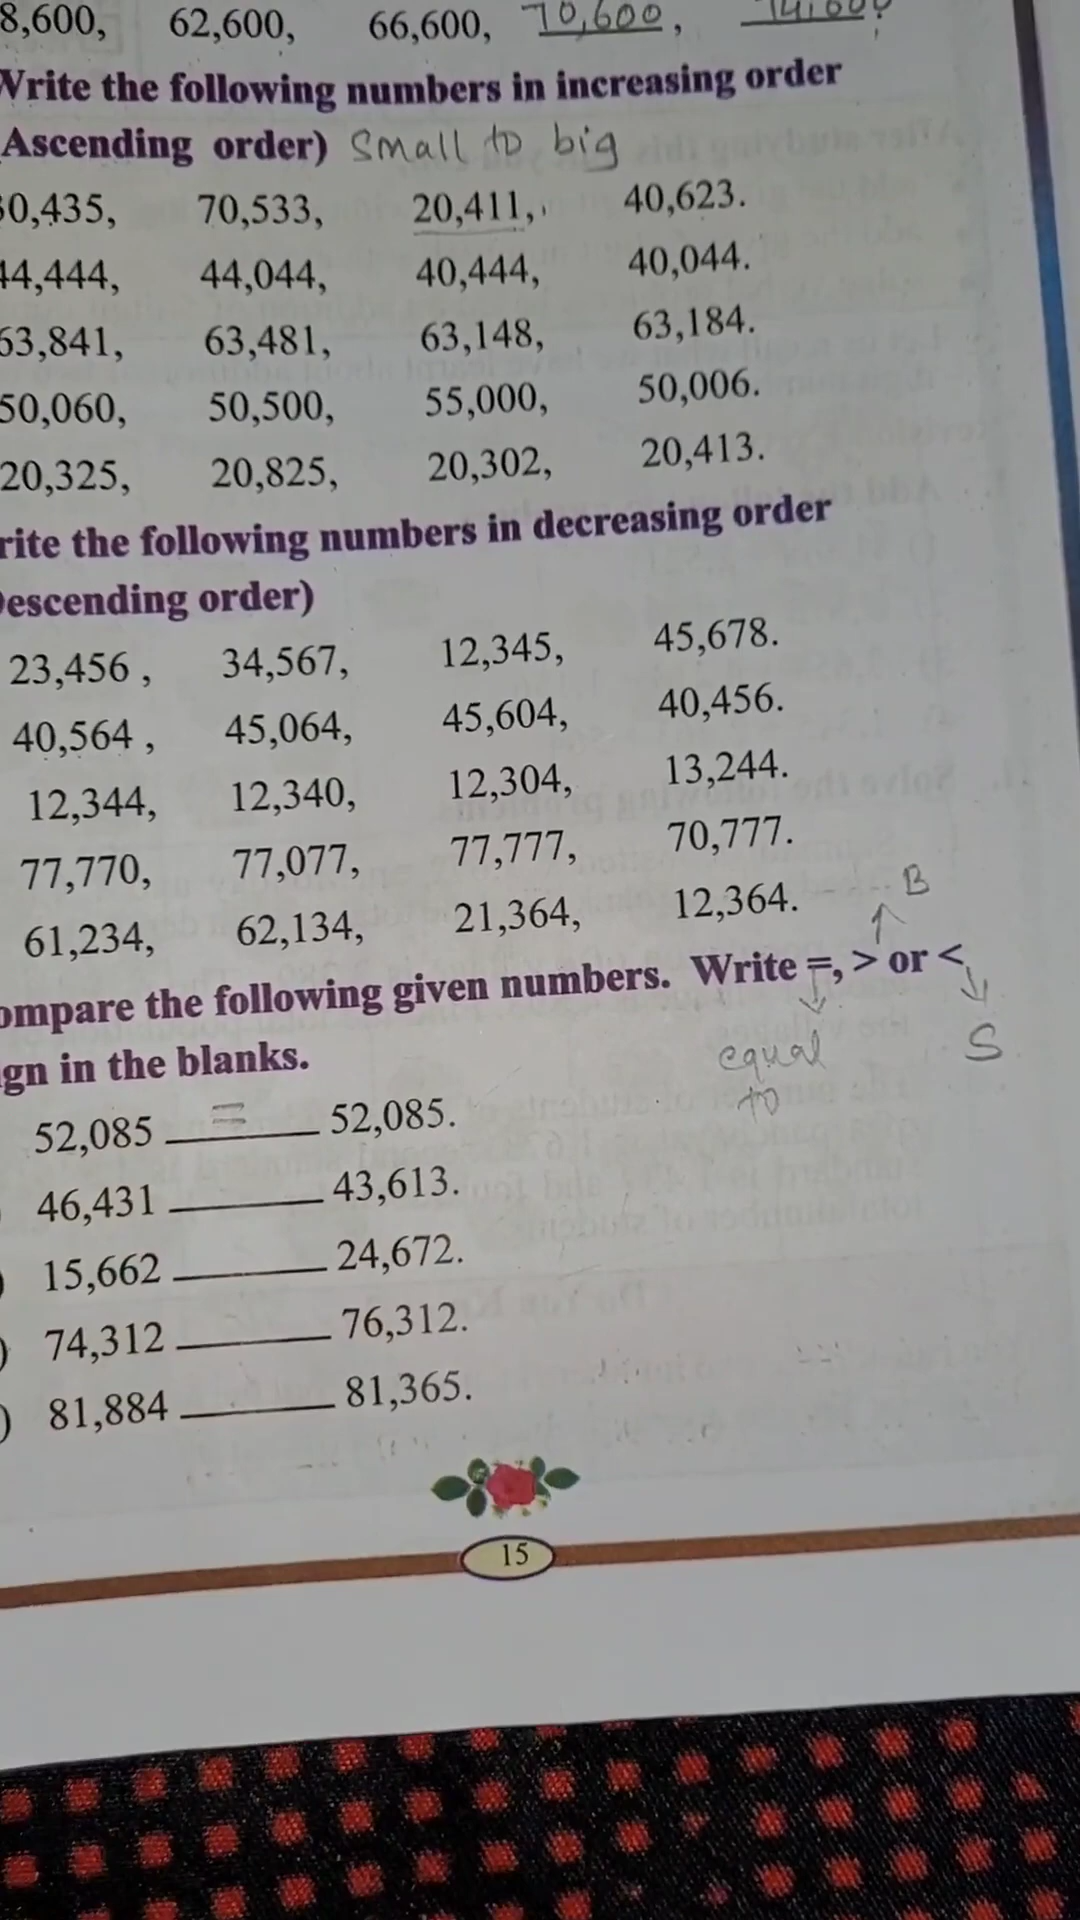 8,600, 62,600, 66,600, 70,600,
Write the following numbers in increasing order
Ascending order) Small to big
0,435, 70,533, 20,411, 40,623.
44,444, 44,044, 40,444, 40,044.
63,841, 63,481, 63,148, 63,184.
50,060, 50,500, 55,000, 50,006.
20,325, 20,825, 20,302, 20,413.
rite the following numbers in decreasing order
escending order)
23,456 , 34,567, 12,345, 45,678.
40,564 , 45,064, 45,604, 40,456.
12,344, 12,340, 12,304, 13,244.
77,770, 77,077, 77,777, 70,777.
B
61,234, 62,134, 21,364, 12,364.
ompare the following given numbers. Write =, > or <
gn in the blanks. equal to S
52,085 = 52,085.
46,431 ______ 43,613.
) 15,662 ______ 24,672.
) 74,312 ______ 76,312.
) 81,884 ______ 81,365.
15